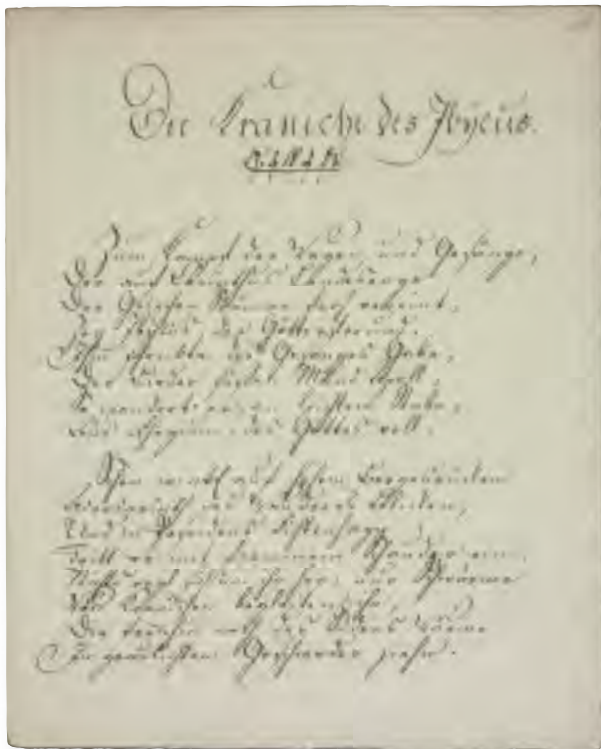 Die Kraniche des Ibycus.
Zum Kampf der Wagen und Gesänge,
Der auf Korinthus Landesenge
Der Griechen Stämme froh vereint,
Zog Ibycus, der Götterfreund.
Ihm schenkte des Gesanges Gabe,
Der Lieder süßen Mund Apoll,
So wandert er, an leichtem Stabe,
Aus Rhegium, des Gottes voll.
Schon winkt auf hohem Bergesrücken
Akrokorinth des Wandrers Blicken,
Und in Poseidons Fichtenhayn
Tritt er mit frommem Schauder ein.
Nichts regt sich um ihn her, nur Schwärme
Von Kranichen begleiten ihn,
Die fernhin nach des Südens Wärme
In graulichtem Geschwader ziehn.